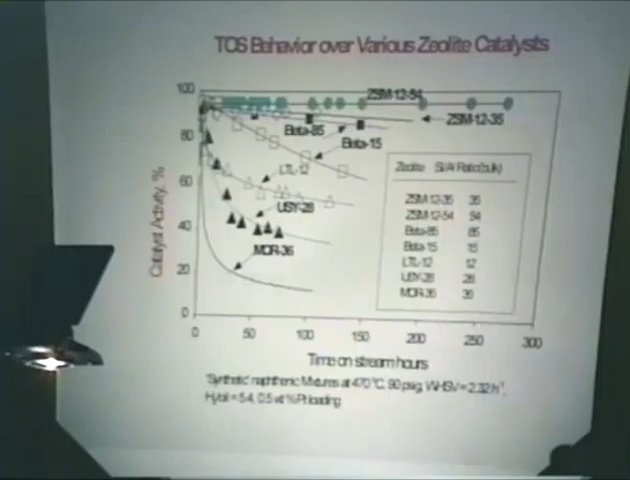 TOS Behavior over Various Zeolite Catalysts
100
80
60
40
20
0
Catalyst Activity, %
ZSM-12-54
ZSM-12-35
Beta-85
Beta-15
LTL-12
USY-28
MOR-36
Zeolite Si/Al Ratio(bulk)
ZSM 12-35 35
ZSM 12-54 54
Beta-85 85
Beta-15 15
LTL-12 12
USY-28 28
MOR-36 36
0 50 100 150 200 250 300
Time on stream hours
'Synthetic' naphthenic Mixtures at 470 °C, 90 psig, WHSV = 2.32 h⁻¹,
H₂/oil = 5.4, 0.5 wt % Pt loading